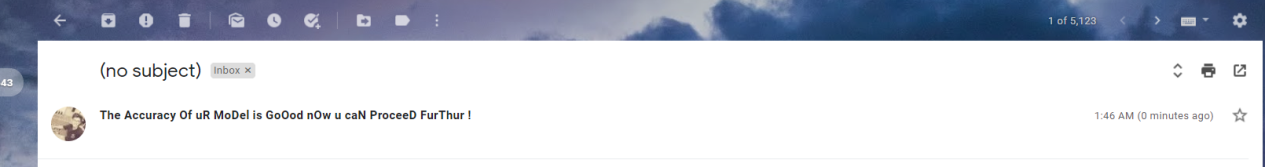 1 of 5,123
43
(no subject) Inbox ×
The Accuracy Of uR MoDel is GoOod nOw u caN ProceeD FurThur !
1:46 AM (0 minutes ago)